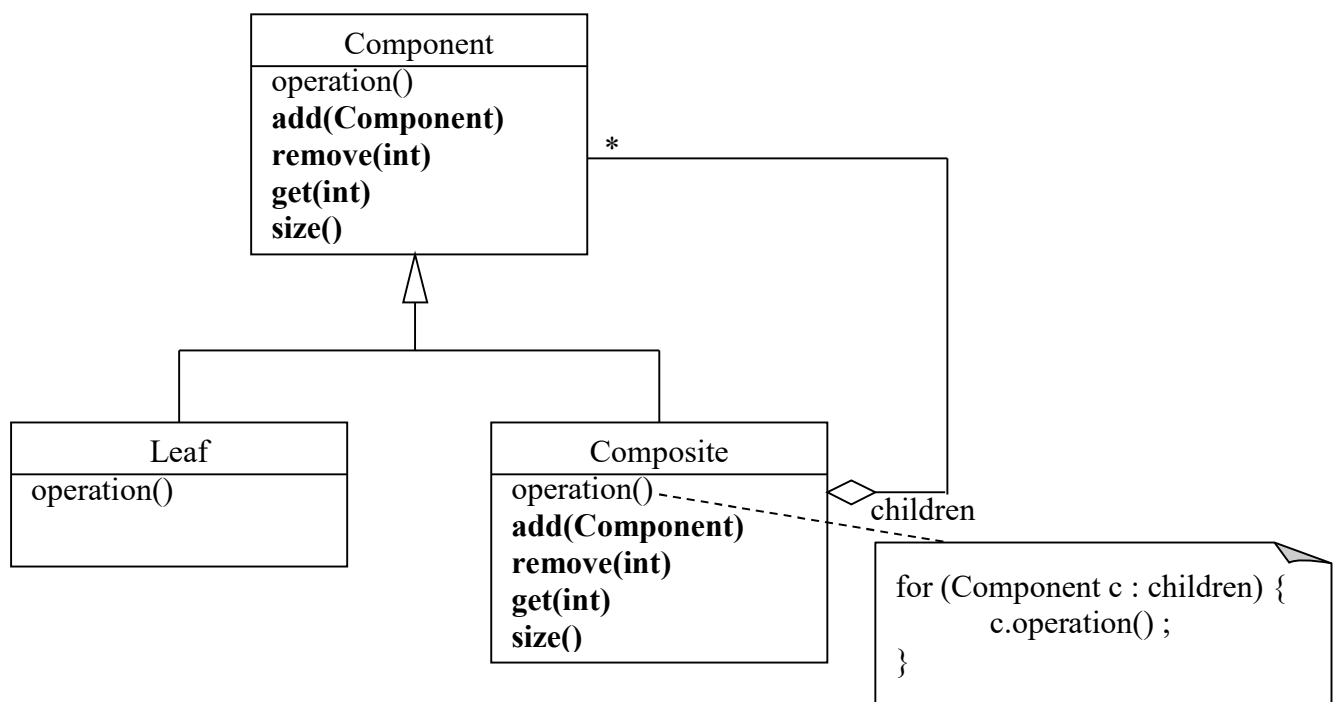 Component
operation()
add(Component)
remove(int)
get(int)
size()
*
Leaf
operation()
Composite
operation()
add(Component)
remove(int)
get(int)
size()
children
for (Component c : children) {
c.operation() ;
}